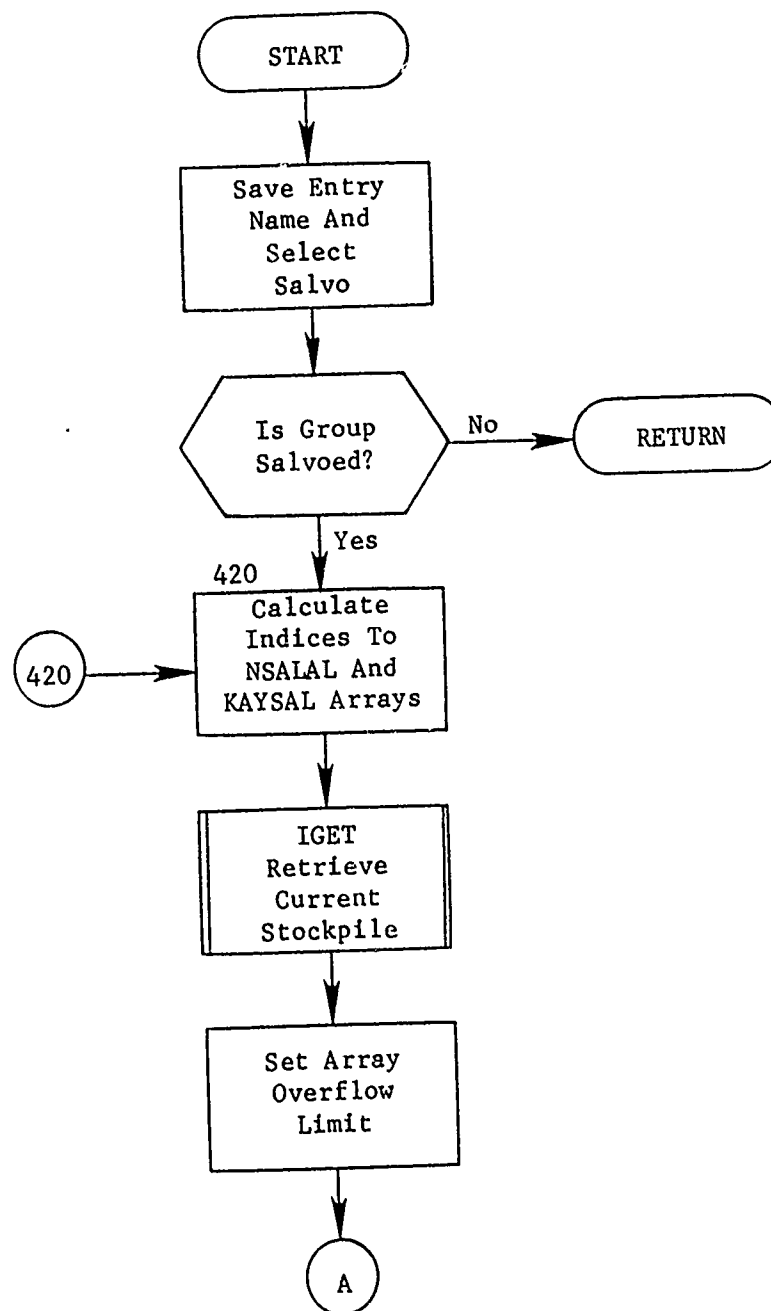 START
Save Entry
Name And
Select
Salvo
Is Group
Salvoed?
No
RETURN
Yes
420
Calculate
Indices To
NSALAL And
KAYSAL Arrays
420
IGET
Retrieve
Current
Stockpile
Set Array
Overflow
Limit
A